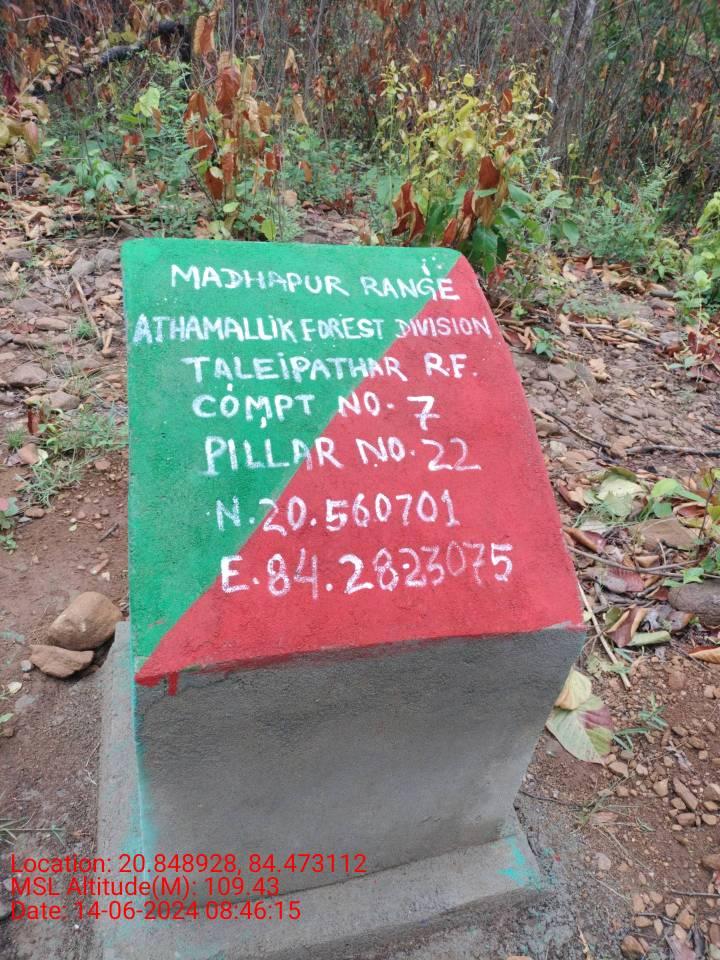 MADHAPUR RANGE
ATHAMALLIK FOREST DIVISION
TALEIPATHAR R.F.
COMPT NO. 7
PILLAR NO. 22
N. 20.560701
E. 84.2823075
Location: 20.848928, 84.473112
MSL Altitude(M): 109.43
Date: 14-06-2024 08:46:15